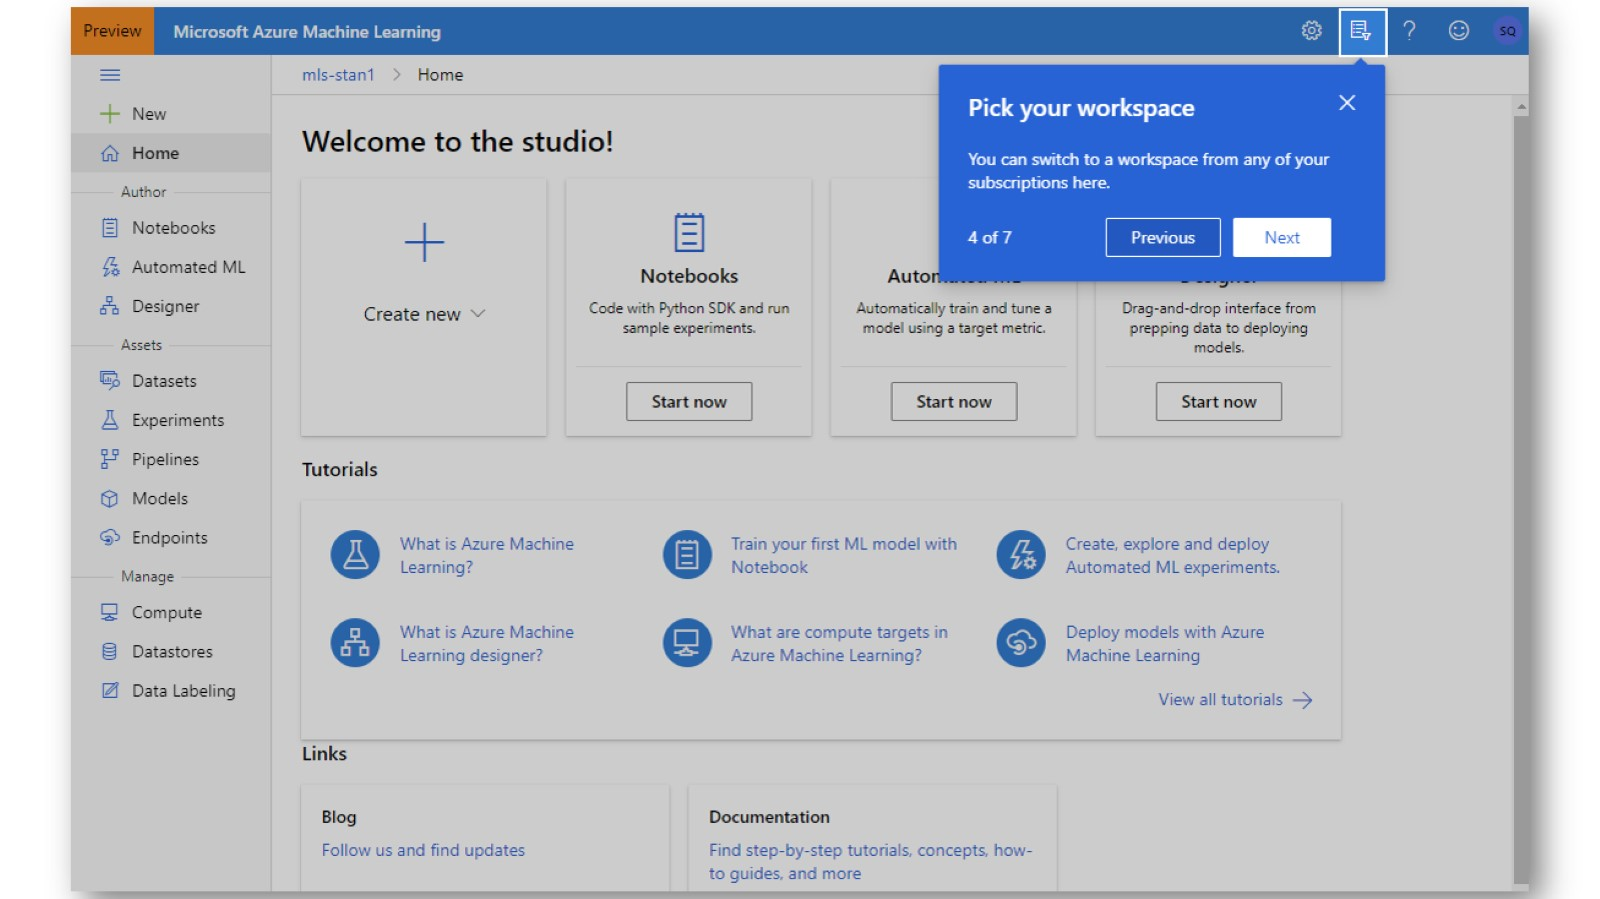 Preview
Microsoft Azure Machine Learning
SQ
mls-stan1 > Home
New
Home
Author
Notebooks
Automated ML
Designer
Assets
Datasets
Experiments
Pipelines
Models
Endpoints
Manage
Compute
Datastores
Data Labeling
Pick your workspace
You can switch to a workspace from any of your
subscriptions here.
4 of 7
Previous
Next
Welcome to the studio!
Create new
Notebooks
Code with Python SDK and run
sample experiments.
Start now
Automatically train and tune a
model using a target metric.
Start now
Drag-and-drop interface from
prepping data to deploying
models.
Start now
Tutorials
What is Azure Machine
Learning?
Train your first ML model with
Notebook
Create, explore and deploy
Automated ML experiments.
What is Azure Machine
Learning designer?
What are compute targets in
Azure Machine Learning?
Deploy models with Azure
Machine Learning
View all tutorials
Links
Blog
Follow us and find updates
Documentation
Find step-by-step tutorials, concepts, how-
to guides, and more